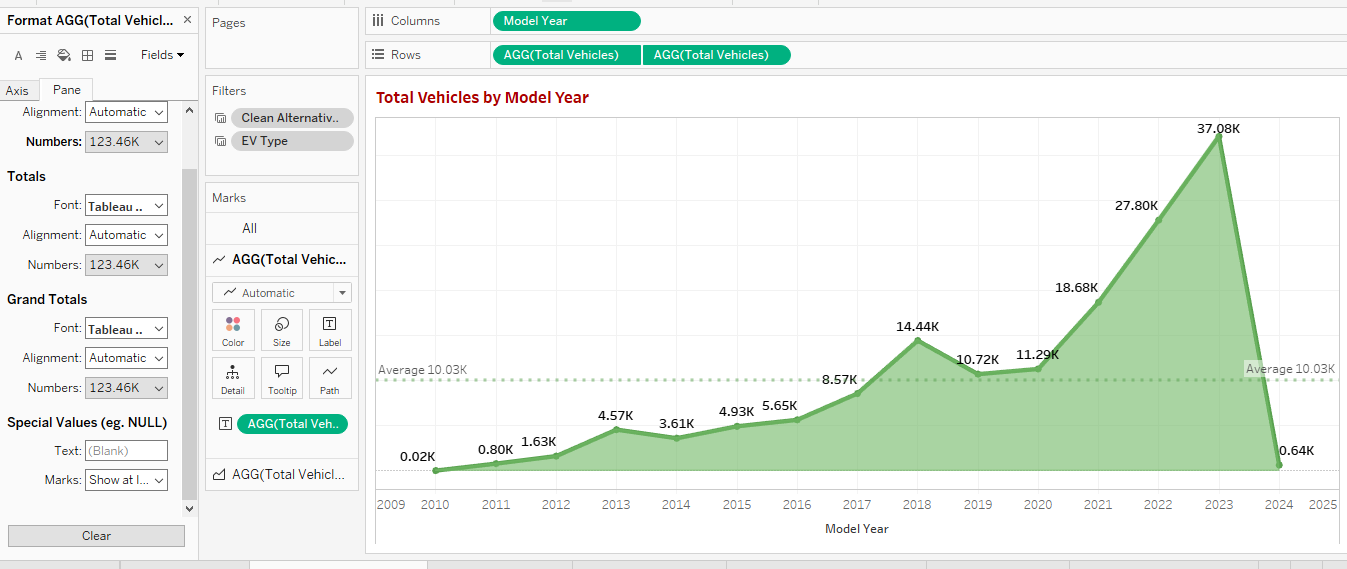 Format AGG(Total Vehicl...
Fields
Axis
Pane
Alignment: Automatic
Numbers: 123.46K
Totals
Font: Tableau ..
Alignment: Automatic
Numbers: 123.46K
Grand Totals
Font: Tableau ..
Alignment: Automatic
Numbers: 123.46K
Special Values (eg. NULL)
Text: (Blank)
Marks: Show at l...
Clear
Pages
Filters
Clean Alternativ..
EV Type
Marks
All
AGG(Total Vehic...
Automatic
Color Size Label
Detail Tooltip Path
AGG(Total Veh..
AGG(Total Vehicl...
Columns Model Year
Rows AGG(Total Vehicles) AGG(Total Vehicles)
Total Vehicles by Model Year
37.08K
27.80K
18.68K
14.44K
10.72K 11.29K
Average 10.03K Average 10.03K
8.57K
4.57K 3.61K 4.93K 5.65K
0.02K 0.80K 1.63K 0.64K
2009 2010 2011 2012 2013 2014 2015 2016 2017 2018 2019 2020 2021 2022 2023 2024 2025
Model Year